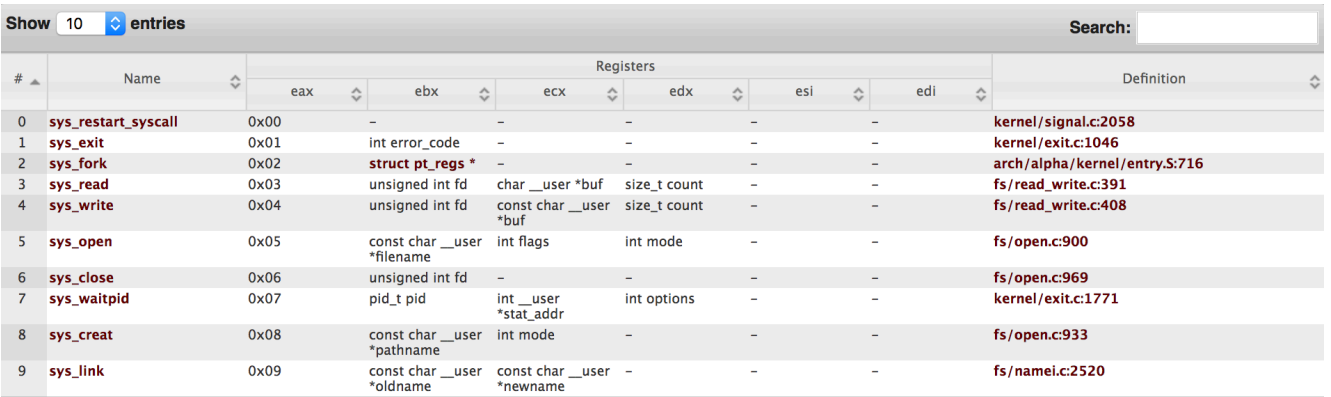 Show 10 entries Search:
Registers
# Name Definition
eax ebx ecx edx esi edi
0 sys_restart_syscall 0x00 – – – – – kernel/signal.c:2058
1 sys_exit 0x01 int error_code – – – – kernel/exit.c:1046
2 sys_fork 0x02 struct pt_regs * – – – – arch/alpha/kernel/entry.S:716
3 sys_read 0x03 unsigned int fd char __user *buf size_t count – – fs/read_write.c:391
4 sys_write 0x04 unsigned int fd const char __user size_t count – – fs/read_write.c:408
*buf
5 sys_open 0x05 const char __user int flags int mode – – fs/open.c:900
*filename
6 sys_close 0x06 unsigned int fd – – – – fs/open.c:969
7 sys_waitpid 0x07 pid_t pid int __user int options – – kernel/exit.c:1771
*stat_addr
8 sys_creat 0x08 const char __user int mode – – – fs/open.c:933
*pathname
9 sys_link 0x09 const char __user const char __user – – – fs/namei.c:2520
*oldname *newname